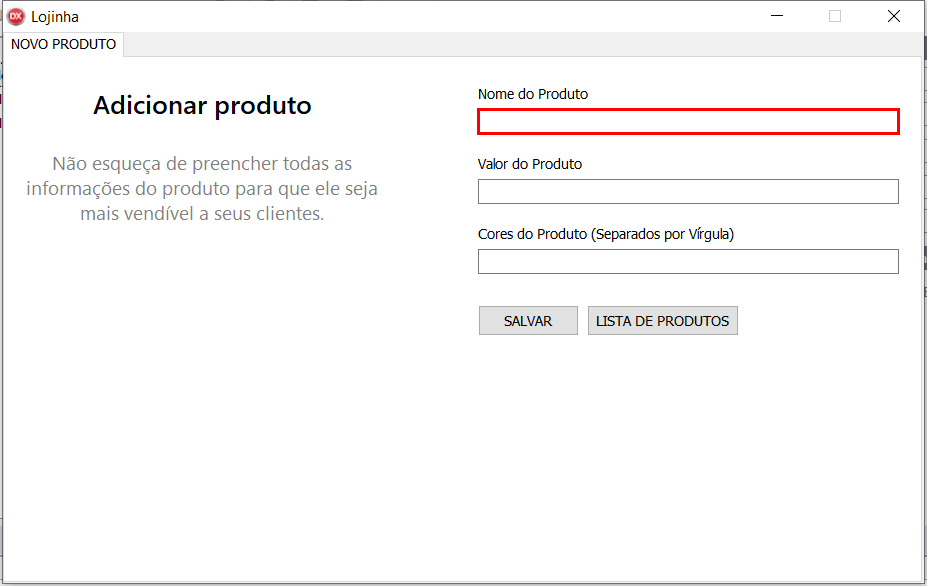 DX Lojinha
NOVO PRODUTO
Adicionar produto
Não esqueça de preencher todas as
informações do produto para que ele seja
mais vendível a seus clientes.
Nome do Produto
Valor do Produto
Cores do Produto (Separados por Vírgula)
SALVAR
LISTA DE PRODUTOS